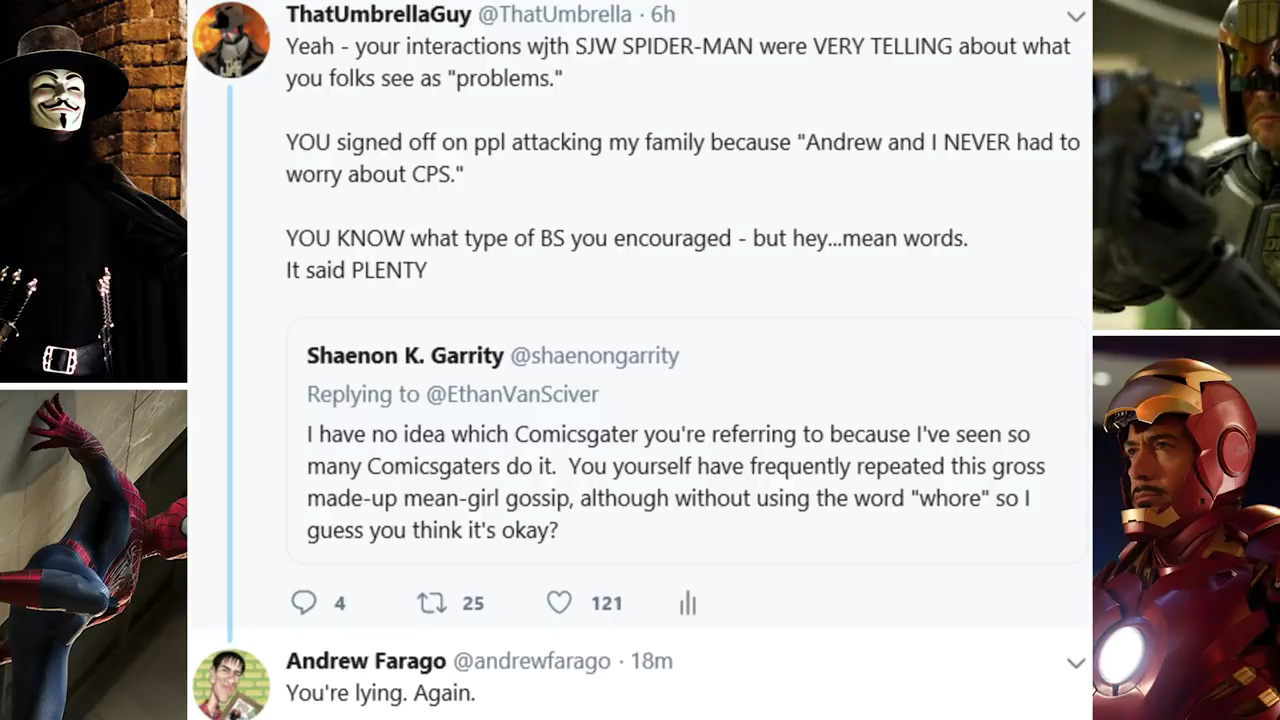 ThatUmbrellaGuy @ThatUmbrella · 6h
Yeah - your interactions wjth SJW SPIDER-MAN were VERY TELLING about what
you folks see as "problems."
YOU signed off on ppl attacking my family because "Andrew and I NEVER had to
worry about CPS."
YOU KNOW what type of BS you encouraged - but hey...mean words.
It said PLENTY
Shaenon K. Garrity @shaenongarrity
Replying to @EthanVanSciver
I have no idea which Comicsgater you're referring to because I've seen so
many Comicsgaters do it.  You yourself have frequently repeated this gross
made-up mean-girl gossip, although without using the word "whore" so I
guess you think it's okay?
4 25 121
Andrew Farago @andrewfarago · 18m
You're lying. Again.